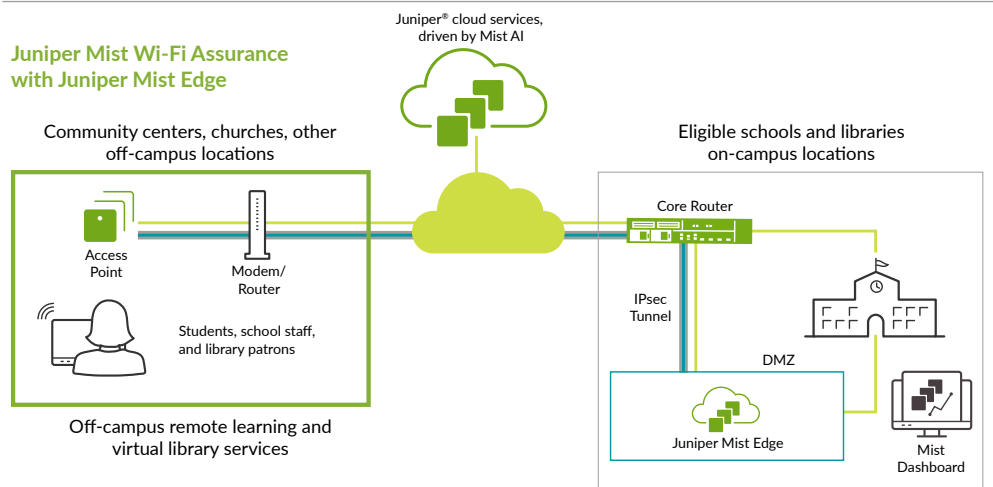 Juniper® cloud services,
driven by Mist AI
Juniper Mist Wi-Fi Assurance
with Juniper Mist Edge
Community centers, churches, other
off-campus locations
Eligible schools and libraries
on-campus locations
Core Router
Access
Point
Modem/
Router
IPsec
Tunnel
Students, school staff,
and library patrons
DMZ
Juniper Mist Edge
Mist
Dashboard
Off-campus remote learning and
virtual library services